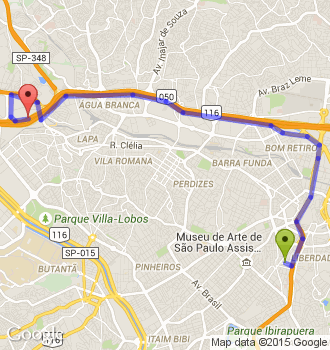 SP-348
Av. Inajar de Souza
Av. Braz Leme
ÁGUA BRANCA
050
116
LAPA
R. Clélia
BOM RETIRO
VILA ROMANA
BARRA FUNDA
PERDIZES
Parque Villa-Lobos
116
Museu de Arte de
São Paulo Assis...
SP-015
PINHEIROS
BUTANTÃ
LIBERDADE
Av. Brasil
Google
116
ITAIM BIBI
Parque Ibirapuera
Map data ©2015 Google